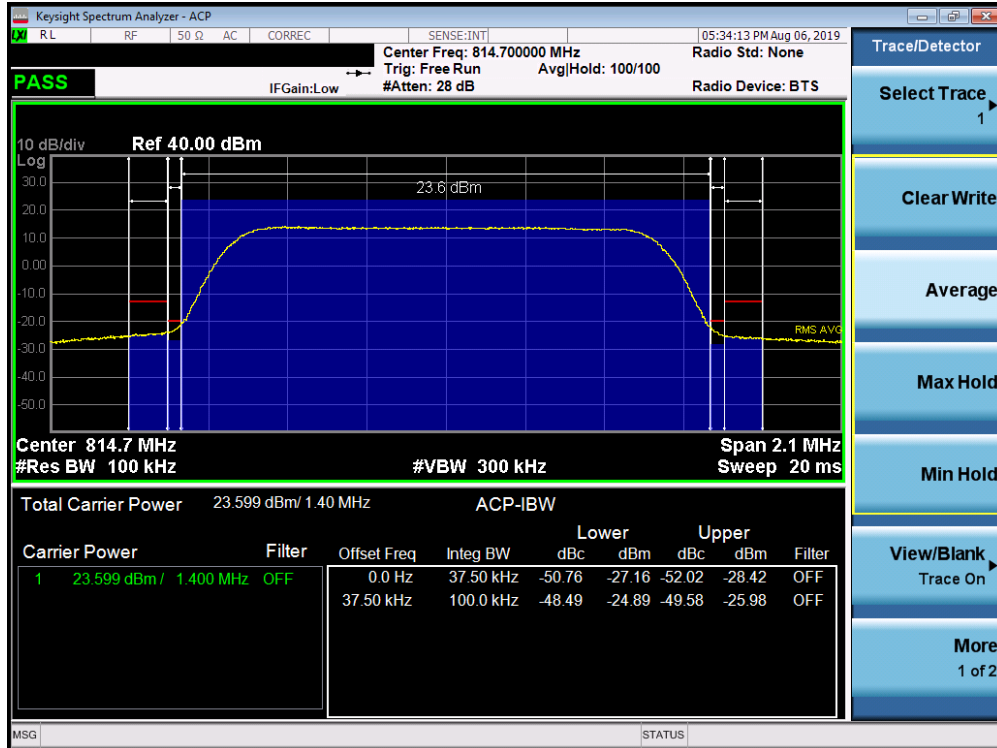 Keysight Spectrum Analyzer - ACP
LXI RL RF 50 Ω AC CORREC SENSE:INT 05:34:13 PM Aug 06, 2019
Center Freq: 814.700000 MHz Radio Std: None
Trig: Free Run Avg|Hold: 100/100
PASS IFGain:Low #Atten: 28 dB Radio Device: BTS
10 dB/div Ref 40.00 dBm
Log
30.0
23.6 dBm
20.0
10.0
0.00
-10.0
-20.0
RMS AVG
-30.0
-40.0
-50.0
Center 814.7 MHz Span 2.1 MHz
#Res BW 100 kHz #VBW 300 kHz Sweep 20 ms
Total Carrier Power 23.599 dBm/ 1.40 MHz ACP-IBW
Lower Upper
Carrier Power Filter Offset Freq Integ BW dBc dBm dBc dBm Filter
1 23.599 dBm / 1.400 MHz OFF 0.0 Hz 37.50 kHz -50.76 -27.16 -52.02 -28.42 OFF
37.50 kHz 100.0 kHz -48.49 -24.89 -49.58 -25.98 OFF
MSG STATUS
Trace/Detector
Select Trace
1
Clear Write
Average
Max Hold
Min Hold
View/Blank
Trace On
More
1 of 2